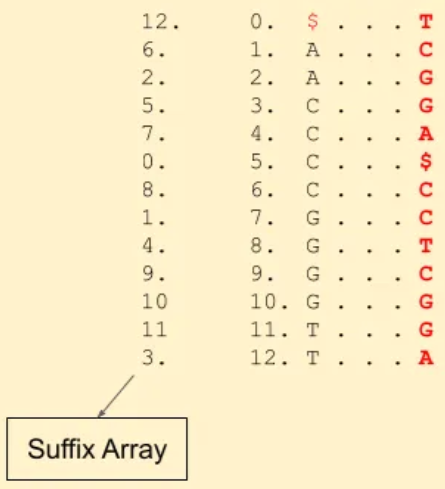 12. 0. $ . . . T
6. 1. A . . . C
2. 2. A . . . G
5. 3. C . . . G
7. 4. C . . . A
0. 5. C . . . $
8. 6. C . . . C
1. 7. G . . . C
4. 8. G . . . T
9. 9. G . . . C
10 10. G . . . G
11 11. T . . . G
3. 12. T . . . A
Suffix Array